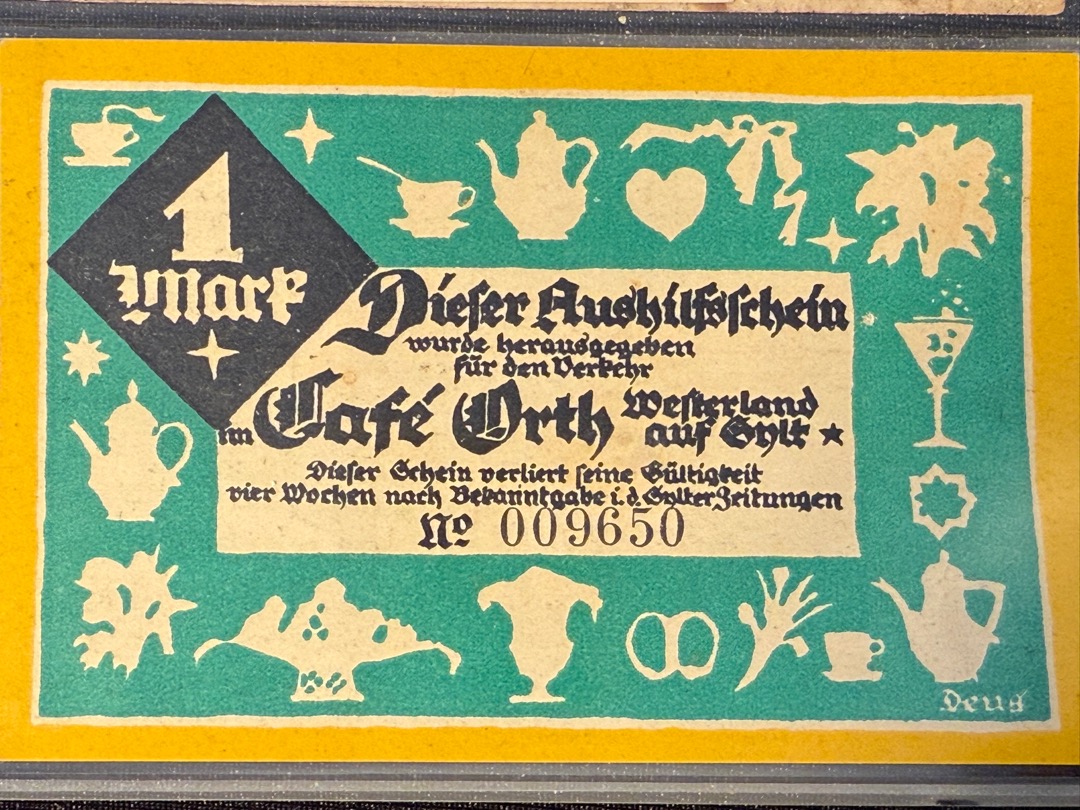 1
Mark
Dieser Aushilfsschein
wurde herausgegeben
für den Verkehr
im Café Orth Westerland
auf Sylt
Dieser Schein verliert seine Gültigkeit
vier Wochen nach Bekanntgabe i.d. Sylter Zeitungen
No 009650
Deus